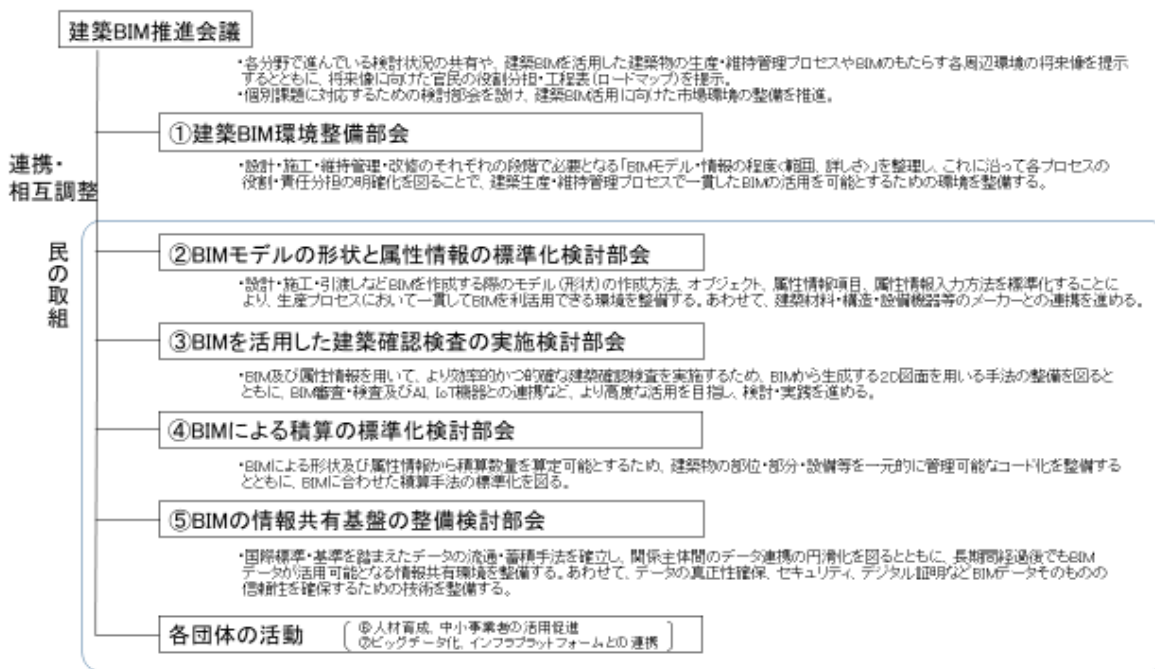 建築BIM推進会議
・各分野で進んでいる検討状況の共有や、建築BIMを活用した建築物の生産・維持管理プロセスやBIMのもたらす各周辺環境の将来像を提示
するとともに、将来像に向けた官民の役割分担・工程表(ロードマップ)を提示。
・個別課題に対応するための検討部会を設け、建築BIM活用に向けた市場環境の整備を推進。
連携・
相互調整
①建築BIM環境整備部会
・設計・施工・維持管理・改修のそれぞれの段階で必要となる「BIMモデル・情報の程度(範囲、詳しさ)」を整理し、これに沿って各プロセスの
役割・責任分担の明確化を図ることで、建築生産・維持管理プロセスで一貫したBIMの活用を可能とするための環境を整備する。
民の取組
②BIMモデルの形状と属性情報の標準化検討部会
・設計・施工・引渡しなどBIMを作成する際のモデル(形状)の作成方法、オブジェクト、属性情報項目、属性情報入力方法を標準化することに
より、生産プロセスにおいて一貫してBIMを利活用できる環境を整備する。あわせて、建築材料・構造・設備機器等のメーカーとの連携を進める。
③BIMを活用した建築確認検査の実施検討部会
・BIM及び属性情報を用いて、より効率的かつ的確な建築確認検査を実施するため、BIMから生成する2D図面を用いる手法の整備を図ると
ともに、BIM審査・検査及びAI、IoT機器との連携など、より高度な活用を目指し、検討・実践を進める。
④BIMによる積算の標準化検討部会
・BIMによる形状及び属性情報から積算数量を算定可能とするため、建築物の部位・部分・設備等を一元的に管理可能なコード化を整備する
とともに、BIMに合わせた積算手法の標準化を図る。
⑤BIMの情報共有基盤の整備検討部会
・国際標準・基準を踏まえたデータの流通・蓄積手法を確立し、関係主体間のデータ連携の円滑化を図るとともに、長期間経過後でもBIM
データが活用可能となる情報共有環境を整備する。あわせて、データの真正性確保、セキュリティ、デジタル証明などBIMデータそのものの
信頼性を確保するための技術を整備する。
各団体の活動
⑥人材育成、中小事業者の活用促進
⑦ビッグデータ化、インフラプラットフォームとの連携